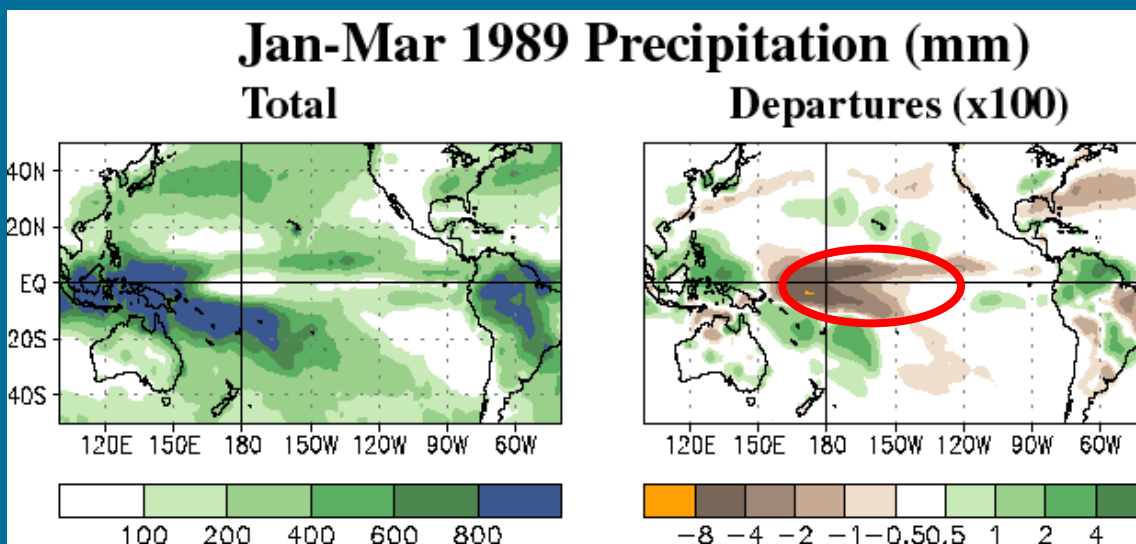 Jan-Mar 1989 Precipitation (mm)
Total
Departures (x100)
40N
20N
EQ
20S
40S
120E 150E 180 150W 120W 90W 60W
120E 150E 180 150W 120W 90W 60W
100 200 400 600 800
-8 -4 -2 -1 -0.5 0.5 1 2 4